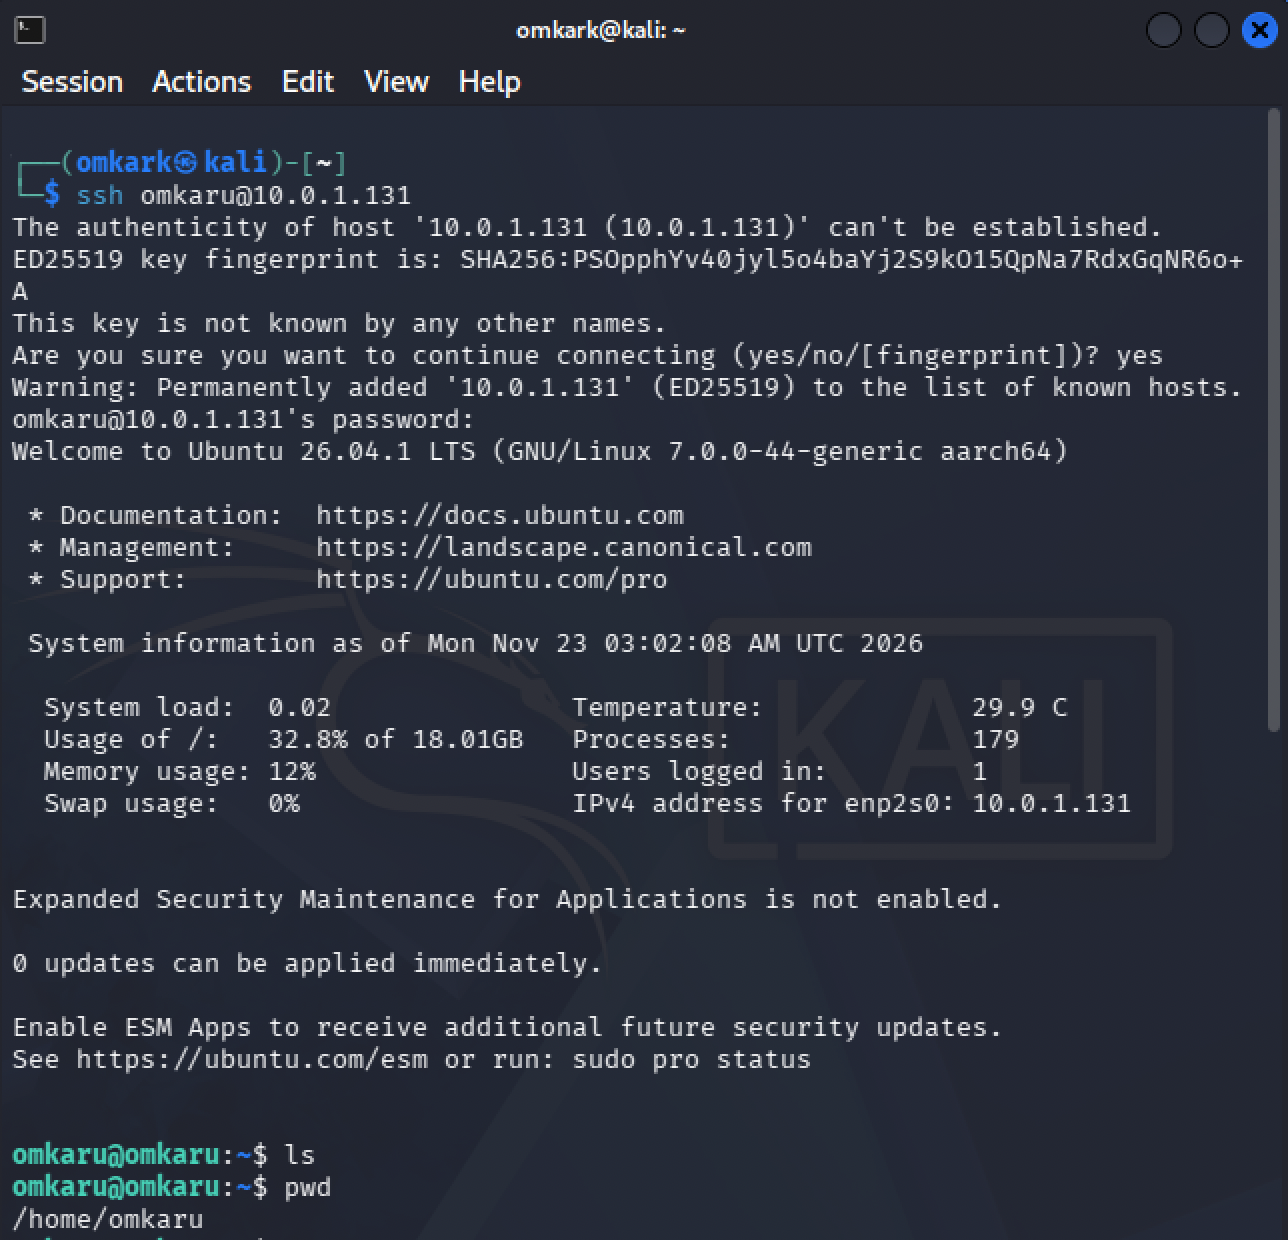 omkark@kali: ~
Session Actions Edit View Help
┌──(omkark㉿kali)-[~]
└─$ ssh omkaru@10.0.1.131
The authenticity of host '10.0.1.131 (10.0.1.131)' can't be established.
ED25519 key fingerprint is: SHA256:PSOpphYv40jyl5o4baYj2S9kO15QpNa7RdxGqNR6o+
A
This key is not known by any other names.
Are you sure you want to continue connecting (yes/no/[fingerprint])? yes
Warning: Permanently added '10.0.1.131' (ED25519) to the list of known hosts.
omkaru@10.0.1.131's password:
Welcome to Ubuntu 26.04.1 LTS (GNU/Linux 7.0.0-44-generic aarch64)
* Documentation:  https://docs.ubuntu.com
* Management:     https://landscape.canonical.com
* Support:        https://ubuntu.com/pro
System information as of Mon Nov 23 03:02:08 AM UTC 2026
System load:  0.02               Temperature:             29.9 C
Usage of /:   32.8% of 18.01GB   Processes:               179
Memory usage: 12%                Users logged in:         1
Swap usage:   0%                 IPv4 address for enp2s0: 10.0.1.131
Expanded Security Maintenance for Applications is not enabled.
0 updates can be applied immediately.
Enable ESM Apps to receive additional future security updates.
See https://ubuntu.com/esm or run: sudo pro status
omkaru@omkaru:~$ ls
omkaru@omkaru:~$ pwd
/home/omkaru
KALI